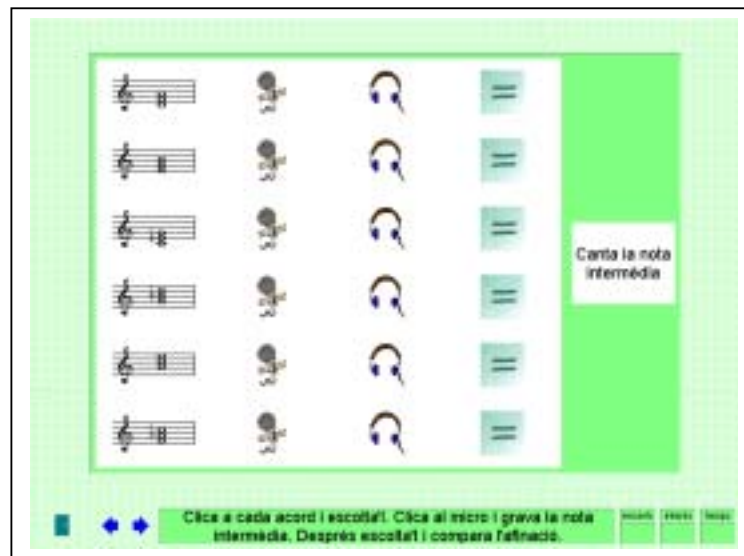 Canta la nota
intermèdia
Clica a cada acord i escolta'l. Clica al micro i grava la nota
intermèdia. Després escolta't i compara l'afinació.